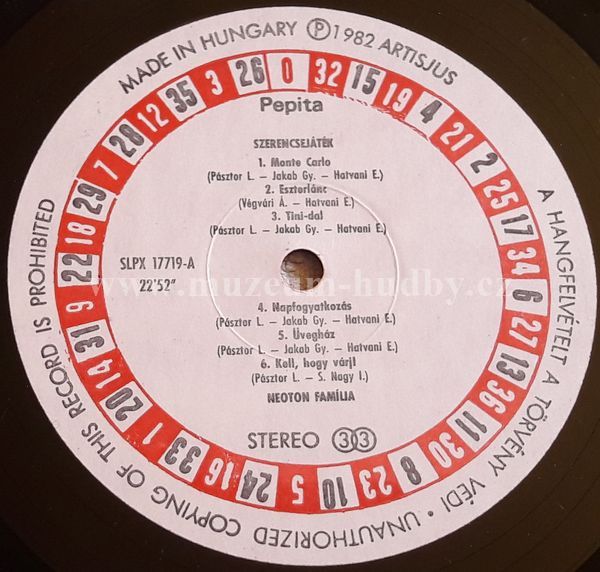 MADE IN HUNGARY Ⓟ 1982 ARTISJUS
A HANGFELVÉTELT A TÖRVÉNY VÉDI • UNAUTHORIZED COPYING OF THIS RECORD IS PROHIBITED
0 32 15 19 4 21 2 25 17 34 6 27 13 36 11 30 8 23 10 5 24 16 33 1 20 14 31 9 22 18 29 7 28 12 35 3 26
Pepita
SZERENCSEJÁTÉK
1. Monte Carlo
(Pásztor L. – Jakab Gy. – Hatvani E.)
2. Eszterlánc
(Végvári Á. – Hatvani E.)
3. Tini-dal
(Pásztor L. – Jakab Gy. – Hatvani E.)
SLPX 17719-A
22'52"
www.muzeum-hudby.cz
4. Napfogyatkozás
(Pásztor L. – Jakab Gy. – Hatvani E.)
5. Üvegház
(Pásztor L. – Jakab Gy. – Hatvani E.)
6. Kell, hogy várj!
(Pásztor L. – S. Nagy I.)
NEOTON FAMÍLIA
STEREO 33